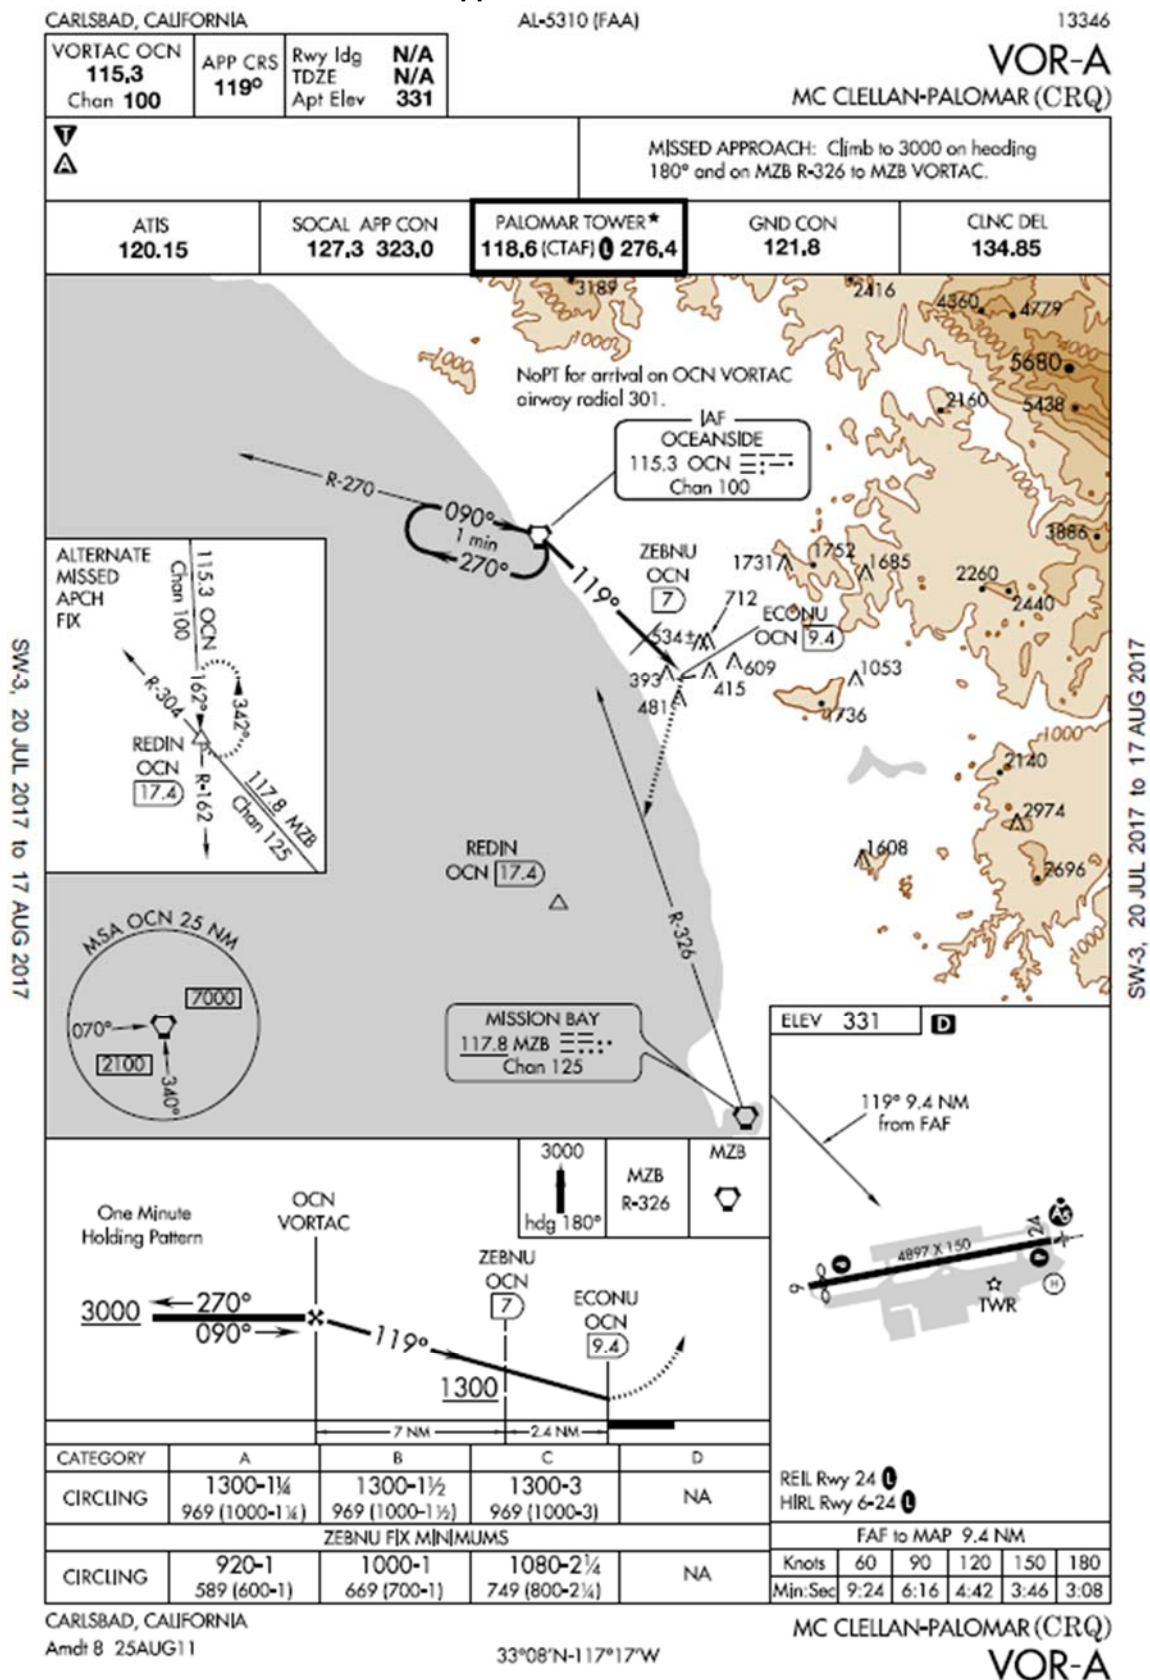 CARLSBAD, CALIFORNIA
AL-5310 (FAA)
13346
VORTAC OCN
115.3
Chan 100
APP CRS
119°
Rwy ldg N/A
TDZE N/A
Apt Elev 331
VOR-A
MC CLELLAN-PALOMAR (CRQ)
T
A
MISSED APPROACH: Climb to 3000 on heading
180° and on MZB R-326 to MZB VORTAC.
ATIS
120.15
SOCAL APP CON
127.3 323.0
PALOMAR TOWER★
118.6 (CTAF) L 276.4
GND CON
121.8
CLNC DEL
134.85
3189
2416
4360
4779
1000
1000
5680
NoPT for arrival on OCN VORTAC
airway radial 301.
2160
5438
IAF
OCEANSIDE
115.3 OCN
Chan 100
R-270
090°
1 min
270°
119°
3886
ZEBNU
OCN
7
1731
1752
1685
2260
2440
712
ECONU
OCN 9.4
534±
393
609
415
481
1053
1736
1000
2140
2974
1608
2696
ALTERNATE
MISSED
APCH
FIX
115.3 OCN
Chan 100
162°
342°
R-304
REDIN
OCN
17.4
R-162
117.8 MZB
Chan 125
REDIN
OCN 17.4
R-326
MSA OCN 25 NM
7000
070°
2100
340°
MISSION BAY
117.8 MZB
Chan 125
SW-3, 20 JUL 2017 to 17 AUG 2017
SW-3, 20 JUL 2017 to 17 AUG 2017
ELEV 331
D
119° 9.4 NM
from FAF
4897 X 150
6
24
A5
TWR
H
REIL Rwy 24 L
HIRL Rwy 6-24 L
3000
hdg 180°
MZB
R-326
MZB
One Minute
Holding Pattern
OCN
VORTAC
ZEBNU
OCN
7
ECONU
OCN
9.4
3000
270°
090°
119°
1300
7 NM
2.4 NM
CATEGORY A B C D
CIRCLING
1300-1¼
969 (1000-1¼)
1300-1½
969 (1000-1½)
1300-3
969 (1000-3)
NA
ZEBNU FIX MINIMUMS
CIRCLING
920-1
589 (600-1)
1000-1
669 (700-1)
1080-2¼
749 (800-2¼)
NA
FAF to MAP 9.4 NM
Knots 60 90 120 150 180
Min:Sec 9:24 6:16 4:42 3:46 3:08
CARLSBAD, CALIFORNIA
Amdt 8 25AUG11
33°08'N-117°17'W
MC CLELLAN-PALOMAR (CRQ)
VOR-A